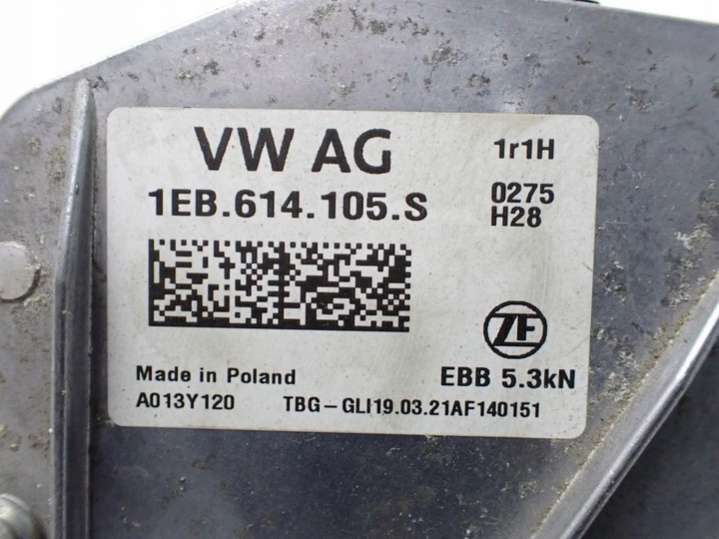 VW AG
1r1H
1EB.614.105.S
0275
H28
ZF
Made in Poland
EBB 5.3kN
A013Y120
TBG-GLI19.03.21AF140151